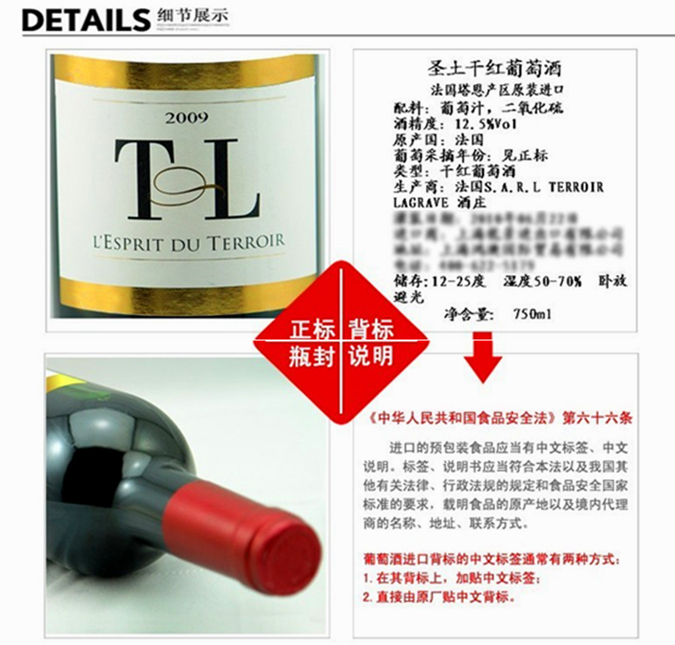 DETAILS 细节展示
2009
T&L
L'ESPRIT DU TERROIR
圣土干红葡萄酒
法国塔恩产区原装进口
配料：葡萄汁，二氧化硫
酒精度：12.5%Vol
原产国：法国
葡萄采摘年份：见正标
类型：干红葡萄酒
生产商：法国S.A.R.L TERROIR
LAGRAVE 酒庄
储存:12-25度 湿度50-70% 卧放
避光
净含量: 750ml
正标 背标
瓶封 说明
《中华人民共和国食品安全法》第六十六条
进口的预包装食品应当有中文标签、中文
说明。标签、说明书应当符合本法以及我国其
他有关法律、行政法规的规定和食品安全国家
标准的要求，载明食品的原产地以及境内代理
商的名称、地址、联系方式。
葡萄酒进口背标的中文标签通常有两种方式：
1.在其背标上，加贴中文标签；
2.直接由原厂贴中文背标。